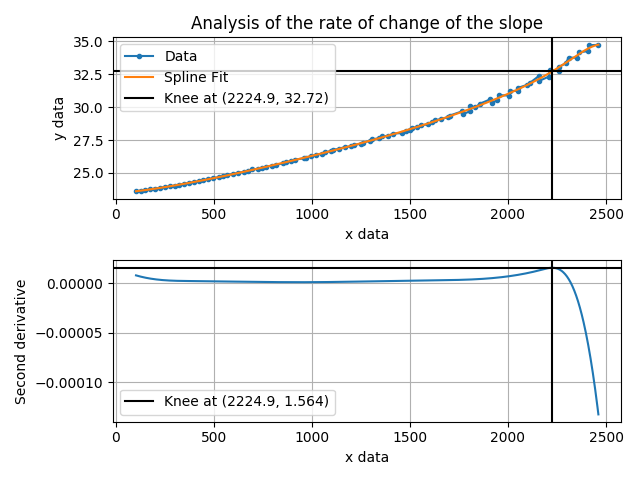 Analysis of the rate of change of the slope
35.0
32.5
30.0
27.5
25.0
y data
Data
Spline Fit
Knee at (2224.9, 32.72)
0 500 1000 1500 2000 2500
x data
0.00000
−0.00005
−0.00010
Second derivative
Knee at (2224.9, 1.564)
0 500 1000 1500 2000 2500
x data